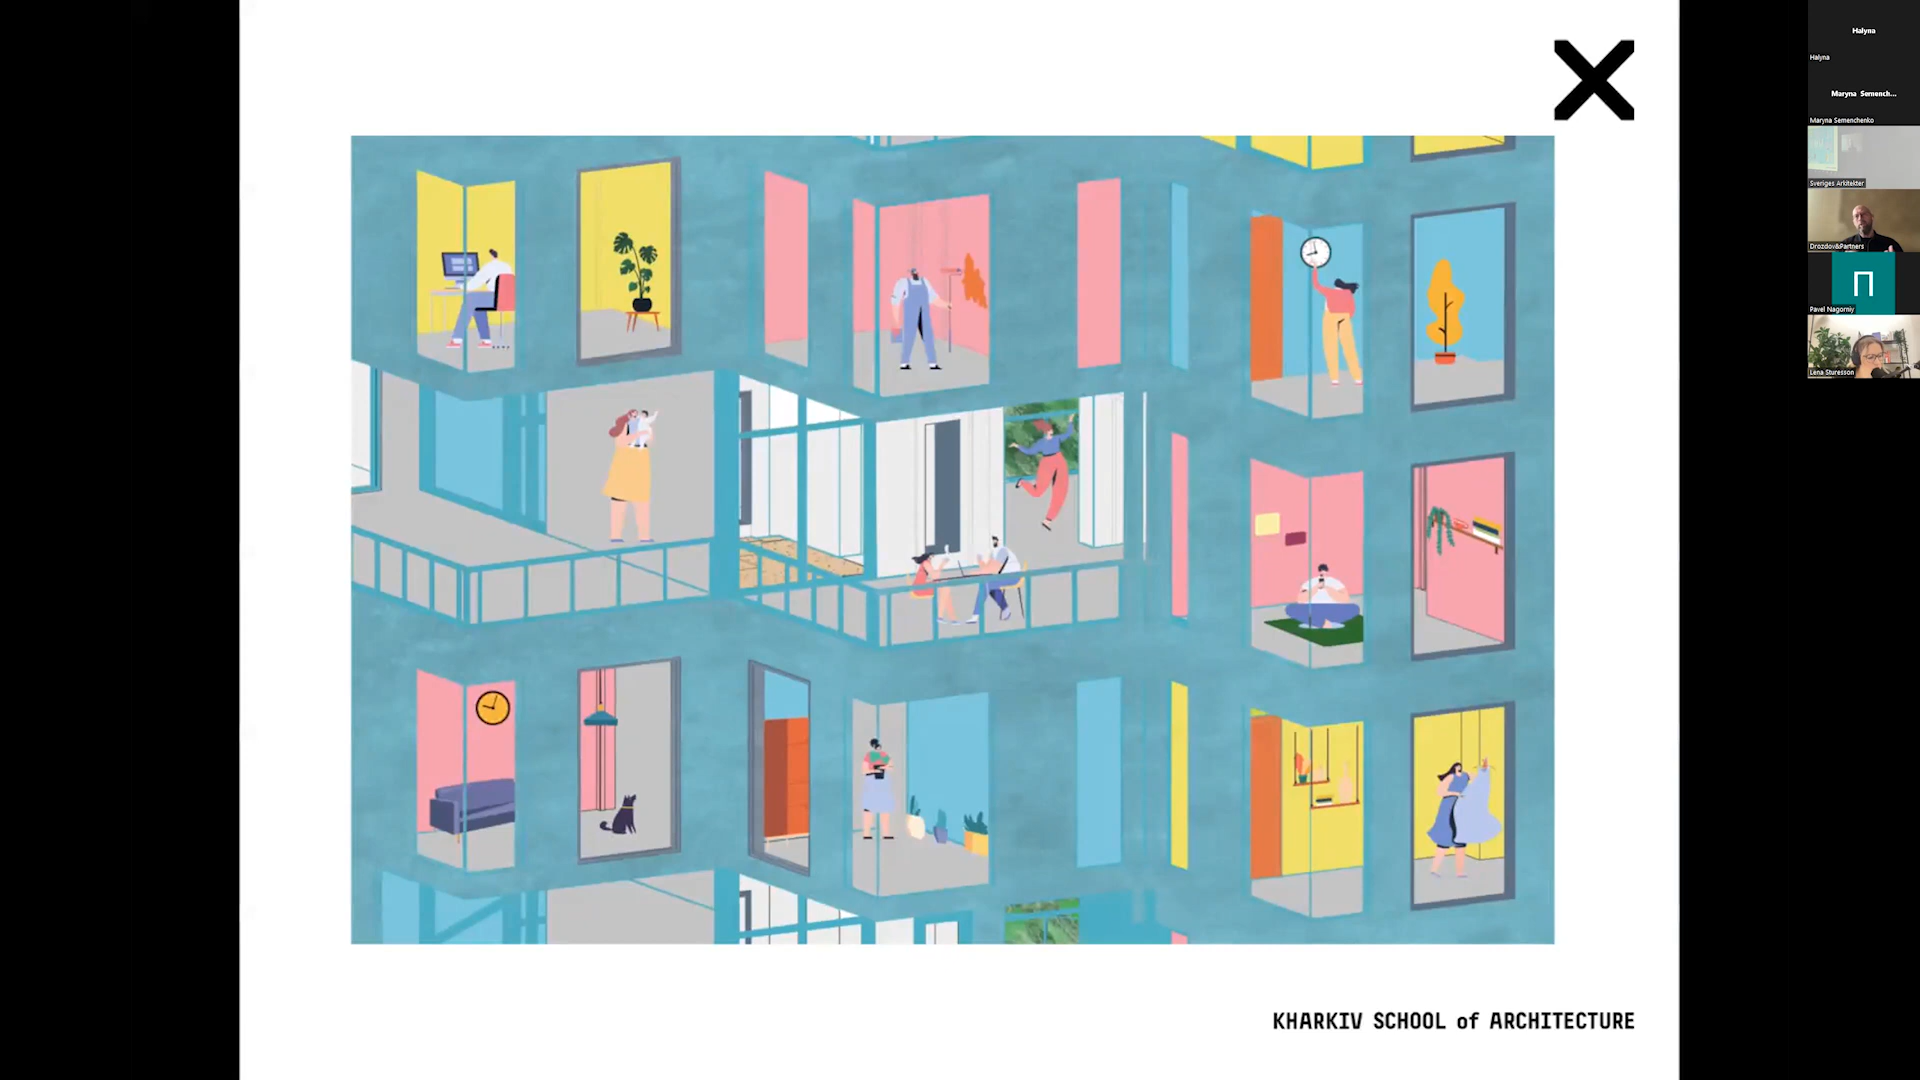 KHARKIV SCHOOL of ARCHITECTURE
Halyna
Halyna
Maryna Semench...
Maryna Semenchenko
Sveriges Arkitekter
Drozdov&Partners
П
Pavel Nagorniy
Lena Sturesson